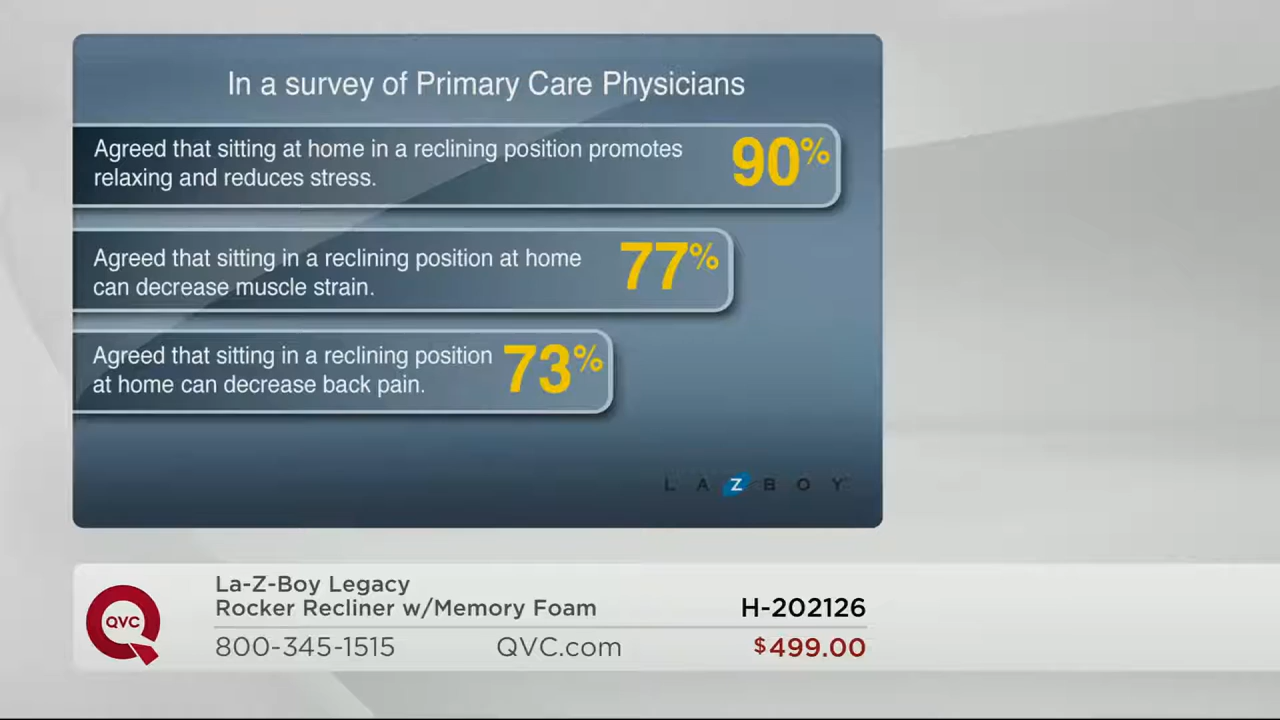 In a survey of Primary Care Physicians
Agreed that sitting at home in a reclining position promotes
relaxing and reduces stress.
90%
Agreed that sitting in a reclining position at home
can decrease muscle strain.
77%
Agreed that sitting in a reclining position
at home can decrease back pain.
73%
LAZBOY
QVC
La-Z-Boy Legacy
Rocker Recliner w/Memory Foam
H-202126
800-345-1515
QVC.com
$499.00